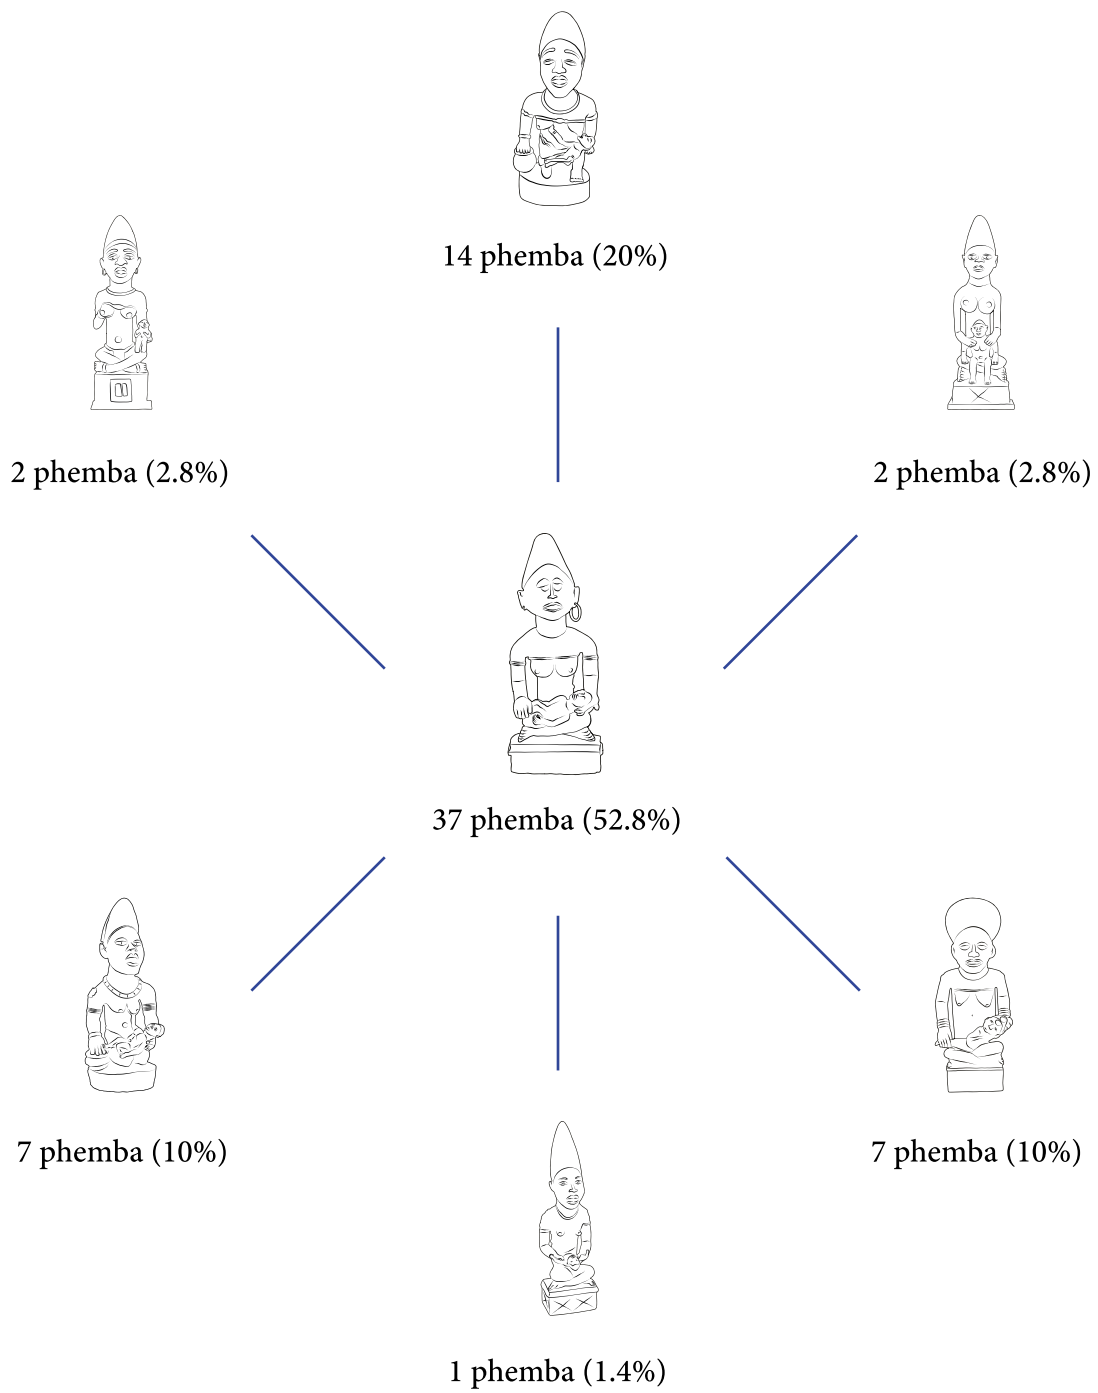 14 phemba (20%)
2 phemba (2.8%)
2 phemba (2.8%)
37 phemba (52.8%)
7 phemba (10%)
7 phemba (10%)
1 phemba (1.4%)